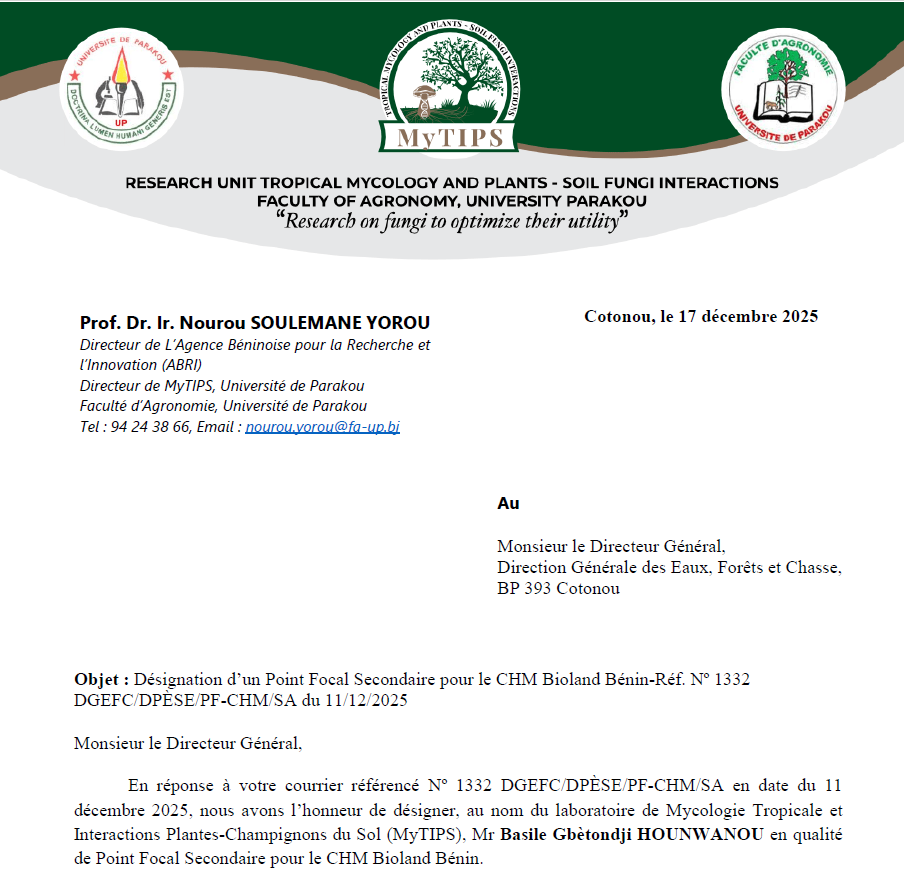 UNIVERSITE DE PARAKOU
DOCTRINA LUMEN HUMANI GENERIS EST
UP
TROPICAL MYCOLOGY AND PLANTS - SOIL FUNGI INTERACTIONS
MyTIPS
FACULTE D'AGRONOMIE
UNIVERSITE DE PARAKOU
RESEARCH UNIT TROPICAL MYCOLOGY AND PLANTS - SOIL FUNGI INTERACTIONS
FACULTY OF AGRONOMY, UNIVERSITY PARAKOU
“Research on fungi to optimize their utility”
Prof. Dr. Ir. Nourou SOULEMANE YOROU
Directeur de L’Agence Béninoise pour la Recherche et
l’Innovation (ABRI)
Directeur de MyTIPS, Université de Parakou
Faculté d’Agronomie, Université de Parakou
Tel : 94 24 38 66, Email : nourou.yorou@fa-up.bj
Cotonou, le 17 décembre 2025
Au
Monsieur le Directeur Général,
Direction Générale des Eaux, Forêts et Chasse,
BP 393 Cotonou
Objet : Désignation d’un Point Focal Secondaire pour le CHM Bioland Bénin-Réf. N° 1332
DGEFC/DPÈSE/PF-CHM/SA du 11/12/2025
Monsieur le Directeur Général,
En réponse à votre courrier référencé N° 1332 DGEFC/DPÈSE/PF-CHM/SA en date du 11
décembre 2025, nous avons l’honneur de désigner, au nom du laboratoire de Mycologie Tropicale et
Interactions Plantes-Champignons du Sol (MyTIPS), Mr Basile Gbètondji HOUNWANOU en qualité
de Point Focal Secondaire pour le CHM Bioland Bénin.